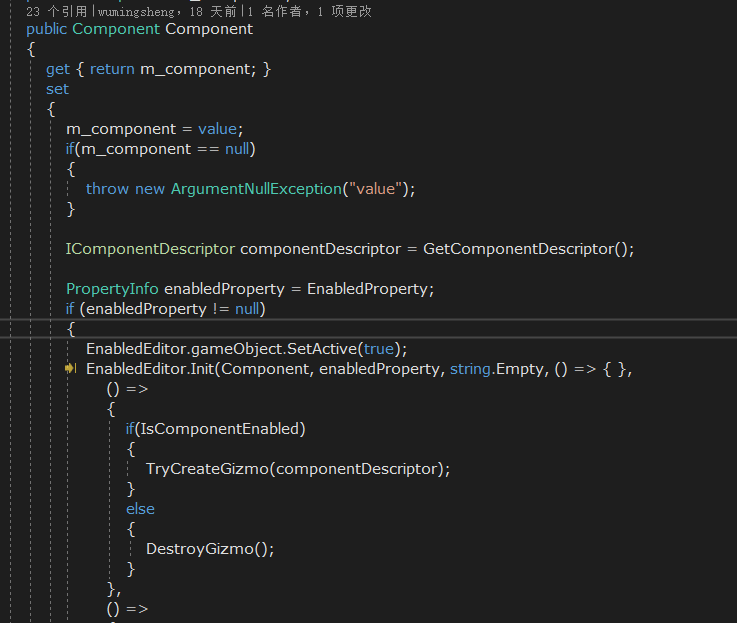 23 个引用|wumingsheng，18 天前|1 名作者，1 项更改
public Component Component
{
get { return m_component; }
set
{
m_component = value;
if(m_component == null)
{
throw new ArgumentNullException("value");
}
IComponentDescriptor componentDescriptor = GetComponentDescriptor();
PropertyInfo enabledProperty = EnabledProperty;
if (enabledProperty != null)
{
EnabledEditor.gameObject.SetActive(true);
EnabledEditor.Init(Component, enabledProperty, string.Empty, () => { },
() =>
{
if(IsComponentEnabled)
{
TryCreateGizmo(componentDescriptor);
}
else
{
DestroyGizmo();
}
},
() =>